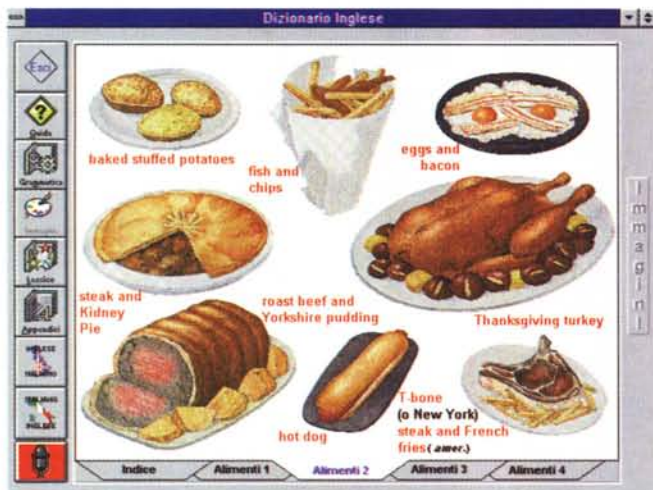 Dizionario Inglese
Esci
Guida
Grammatica
Immagini
Lessico
Appendici
INGLESE
ITALIANO
ITALIANO
INGLESE
baked stuffed potatoes
fish and
chips
eggs and
bacon
steak and
Kidney
Pie
roast beef and
Yorkshire pudding
Thanksgiving turkey
hot dog
T-bone
(o New York)
steak and French
fries (amer.)
Immagini
Indice
Alimenti 1
Alimenti 2
Alimenti 3
Alimenti 4